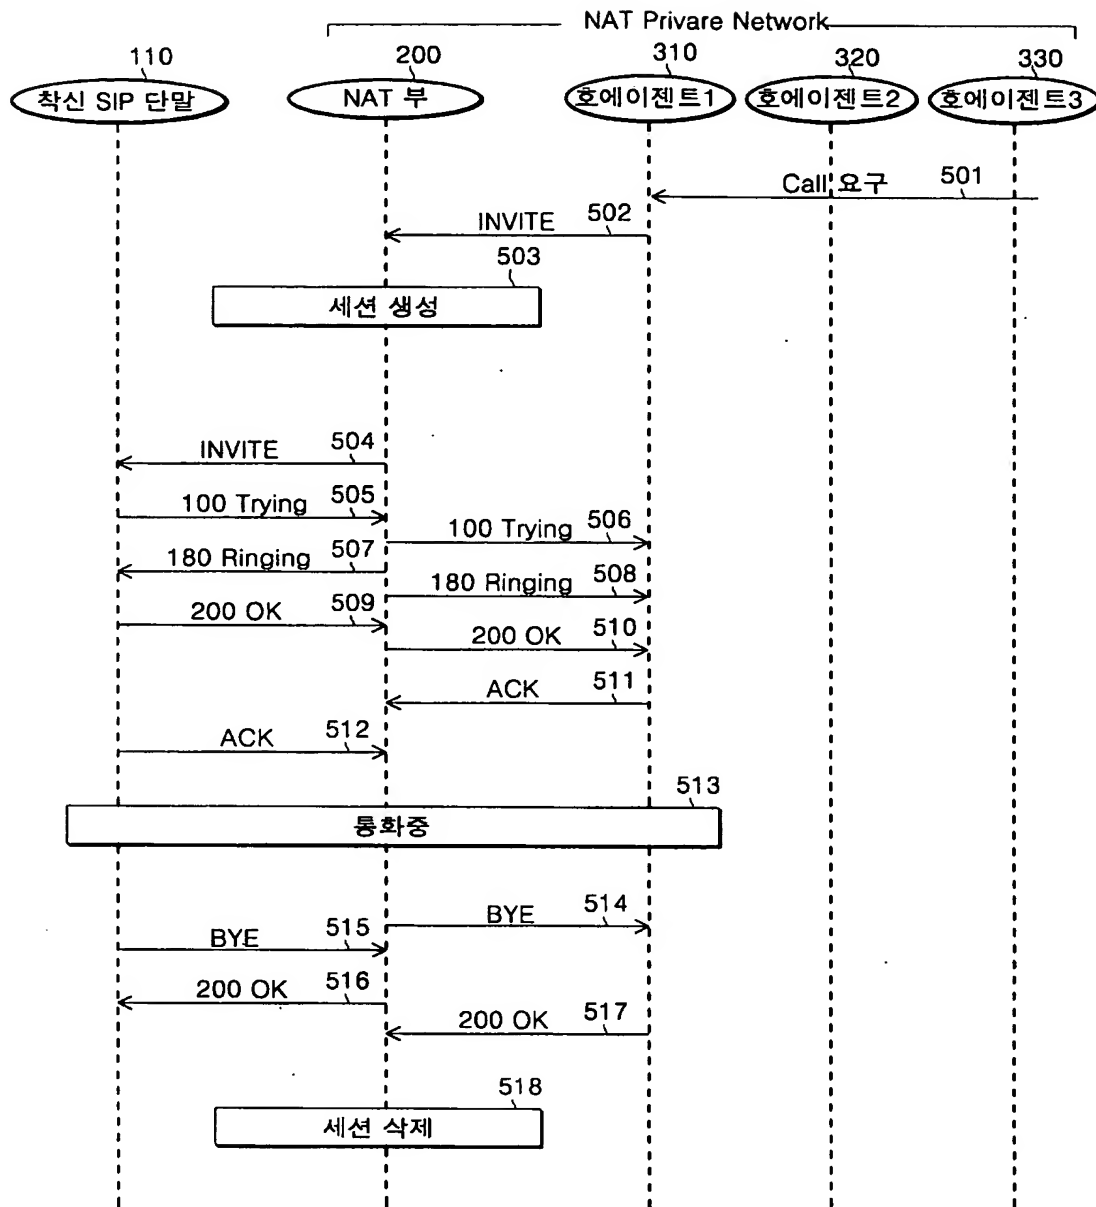 NAT Privare Network
110 200 310 320 330
착신 SIP 단말 NAT 부 호에이젠트1 호에이젠트2 호에이젠트3
Call 요구 501
INVITE 502
503
세션 생성
INVITE 504
100 Trying 505
100 Trying 506
180 Ringing 507
180 Ringing 508
200 OK 509
200 OK 510
ACK 511
ACK 512
513
통화중
BYE 514
BYE 515
200 OK 516
200 OK 517
518
세션 삭제